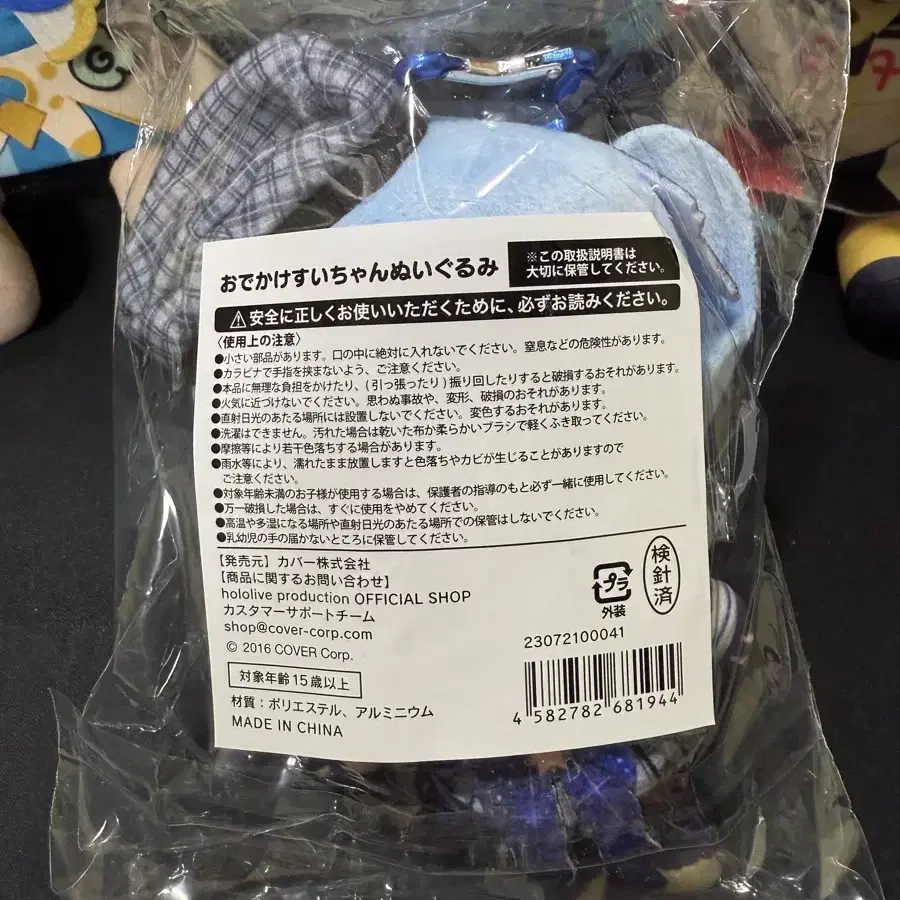 おでかけすいちゃんぬいぐるみ
※この取扱説明書は
大切に保管してください。
⚠安全に正しくお使いいただくために、必ずお読みください。
〈使用上の注意〉
●小さい部品があります。口の中に絶対に入れないでください。窒息などの危険性があります。
●カラビナで手指を挟まないよう、ご注意ください。
●本品に無理な負担をかけたり、(引っ張ったり)振り回したりすると破損するおそれがあります。
●火気に近づけないでください。思わぬ事故や、変形、破損のおそれがあります。
●直射日光のあたる場所には設置しないでください。変色するおそれがあります。
●洗濯はできません。汚れた場合は乾いた布か柔らかいブラシで軽くふき取ってください。
●摩擦等により若干色落ちする場合があります。
●雨水等により、濡れたまま放置しますと色落ちやカビが生じることがありますので
ご注意ください。
●対象年齢未満のお子様が使用する場合は、保護者の指導のもと必ず一緒に使用してください。
●万一破損した場合は、すぐに使用をやめてください。
●高温や多湿になる場所や直射日光のあたる場所での保管はしないでください。
●乳幼児の手の届かないところに保管してください。
【発売元】カバー株式会社
【商品に関するお問い合わせ】
hololive production OFFICIAL SHOP
カスタマーサポートチーム
shop@cover-corp.com
© 2016 COVER Corp.
対象年齢15歳以上
材質：ポリエステル、アルミニウム
MADE IN CHINA
プラ
外装
検針済
23072100041
4 582782 681944